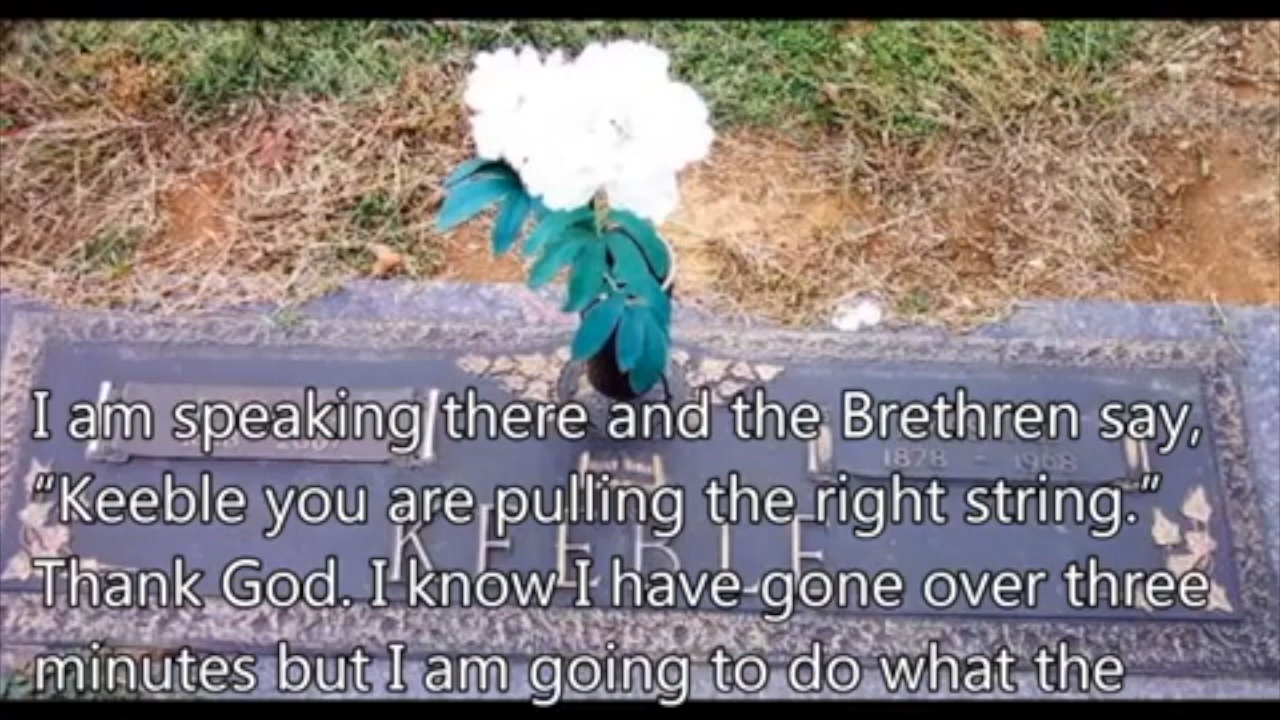 I am speaking there and the Brethren say,
1878 - 1968
“Keeble you are pulling the right string.”
KEEBLE
Thank God. I know I have gone over three
minutes but I am going to do what the